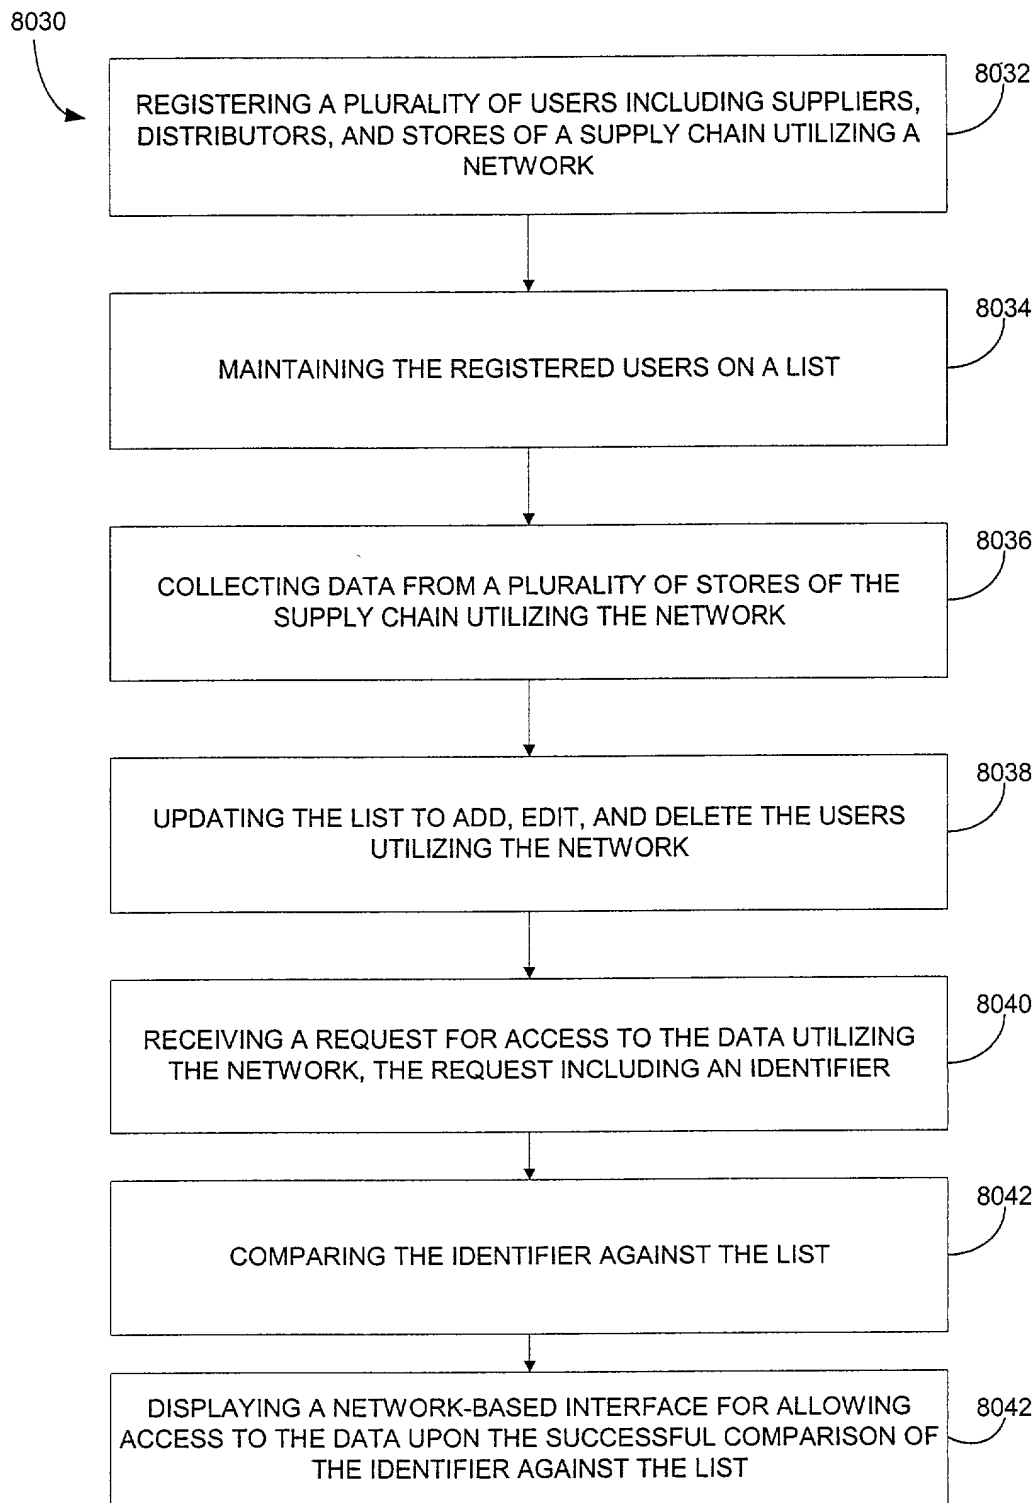 8030
8032
REGISTERING A PLURALITY OF USERS INCLUDING SUPPLIERS,
DISTRIBUTORS, AND STORES OF A SUPPLY CHAIN UTILIZING A
NETWORK
8034
MAINTAINING THE REGISTERED USERS ON A LIST
8036
COLLECTING DATA FROM A PLURALITY OF STORES OF THE
SUPPLY CHAIN UTILIZING THE NETWORK
8038
UPDATING THE LIST TO ADD, EDIT, AND DELETE THE USERS
UTILIZING THE NETWORK
8040
RECEIVING A REQUEST FOR ACCESS TO THE DATA UTILIZING
THE NETWORK, THE REQUEST INCLUDING AN IDENTIFIER
8042
COMPARING THE IDENTIFIER AGAINST THE LIST
8042
DISPLAYING A NETWORK-BASED INTERFACE FOR ALLOWING
ACCESS TO THE DATA UPON THE SUCCESSFUL COMPARISON OF
THE IDENTIFIER AGAINST THE LIST